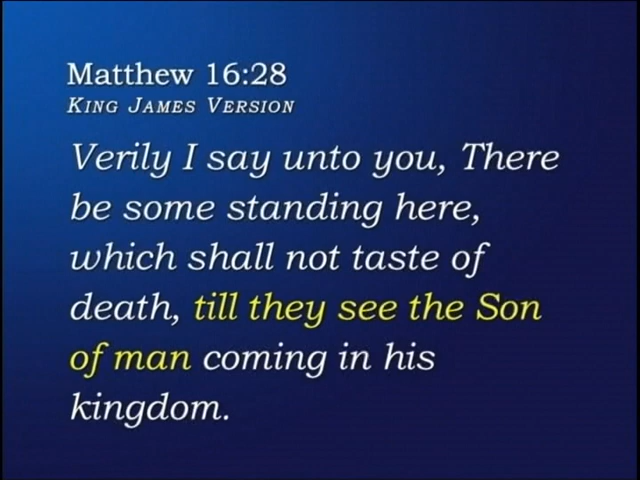 Matthew 16:28
King James Version
Verily I say unto you, There
be some standing here,
which shall not taste of
death, till they see the Son
of man coming in his
kingdom.